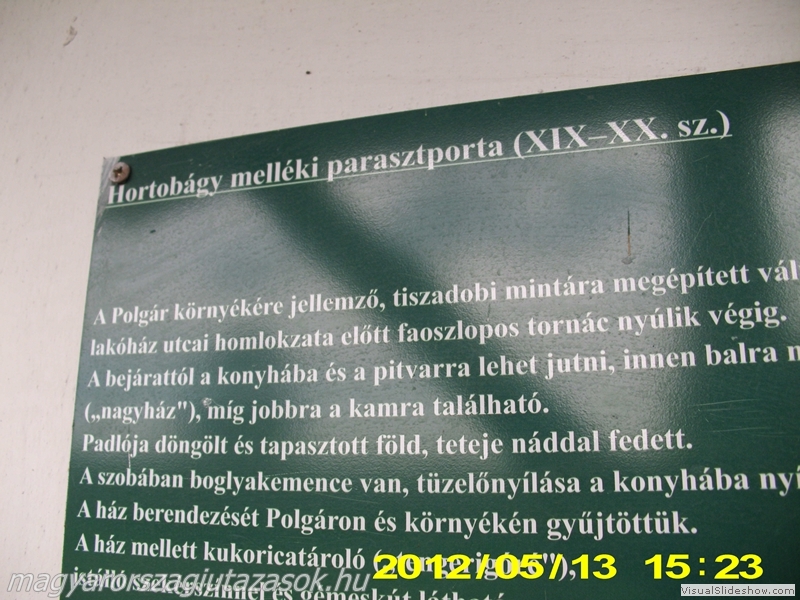 Hortobágy melléki parasztporta (XIX–XX. sz.)
A Polgár környékére jellemző, tiszadobi mintára megépített
lakóház utcai homlokzata előtt faoszlopos tornác nyúlik végig.
A bejárattól a konyhába és a pitvarra lehet jutni, innen balra
(„nagyház"), míg jobbra a kamra található.
Padlója döngölt és tapasztott föld, teteje náddal fedett.
A szobában boglyakemence van, tüzelőnyílása a konyhába
A ház berendezését Polgáron és környékén gyűjtöttük.
A ház mellett kukoricatároló
2012/05/13 15:23
magyarorszagiutazasok.hu
és gémeskút látható
VisualSlideshow.com